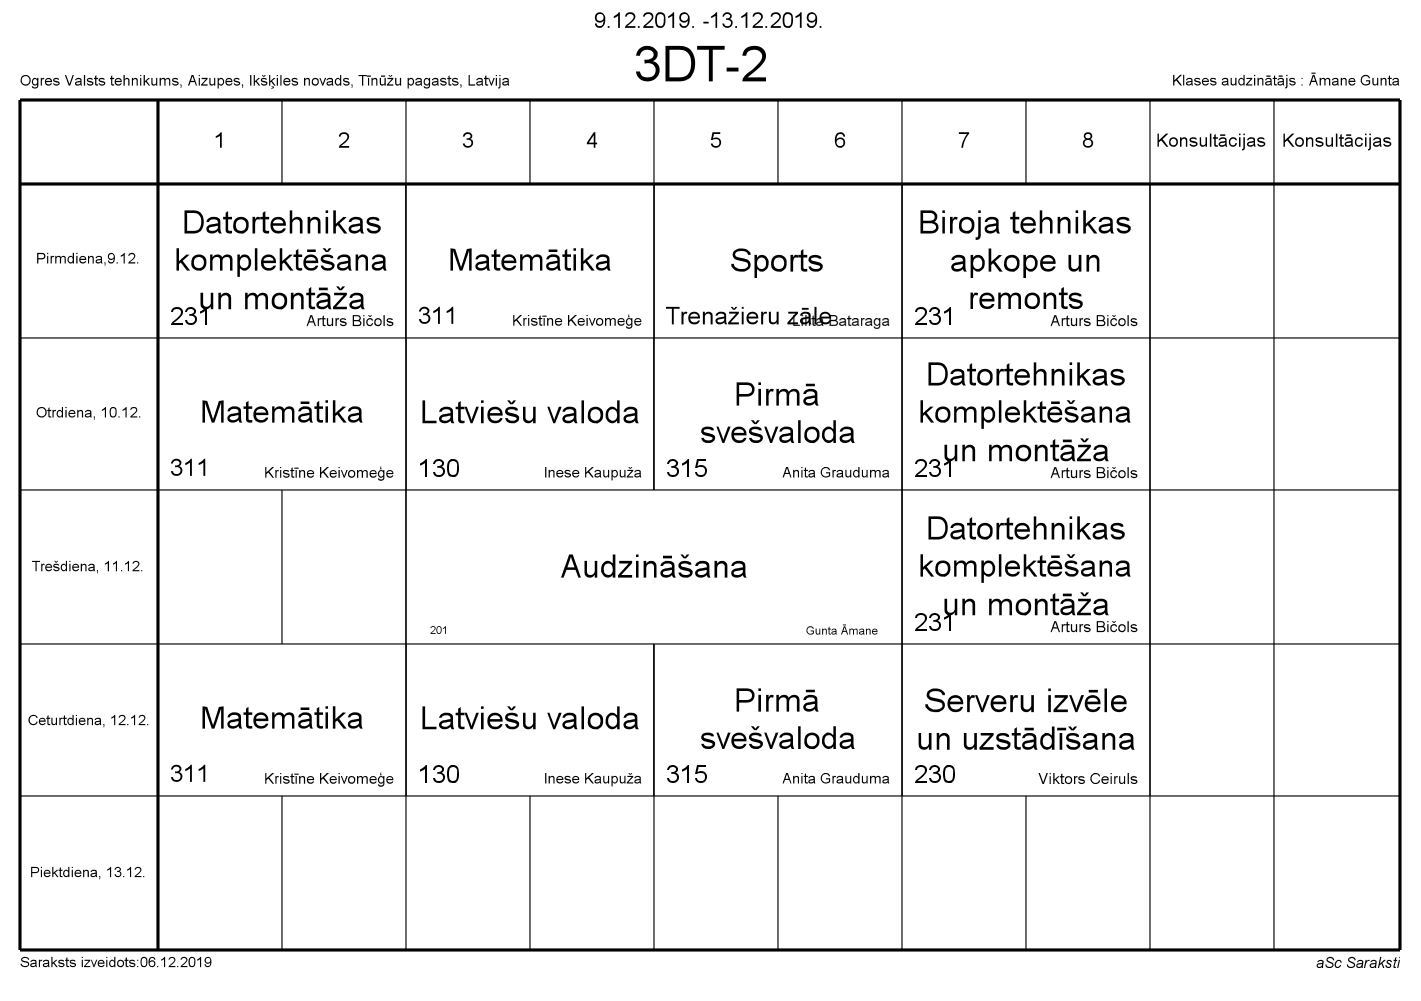 9.12.2019. -13.12.2019.
3DT-2
Ogres Valsts tehnikums, Aizupes, Ikšķiles novads, Tīnūžu pagasts, Latvija
Klases audzinātājs : Āmane Gunta
1 2 3 4 5 6 7 8 Konsultācijas Konsultācijas
Pirmdiena,9.12.
Datortehnikas
komplektēšana
un montāža
231 Arturs Bičols
Matemātika
311 Kristīne Keivomeģe
Sports
Trenažieru zāle Lilita Bataraga
Biroja tehnikas
apkope un
remonts
231 Arturs Bičols
Otrdiena, 10.12.
Matemātika
311 Kristīne Keivomeģe
Latviešu valoda
130 Inese Kaupuža
Pirmā
svešvaloda
315 Anita Grauduma
Datortehnikas
komplektēšana
un montāža
231 Arturs Bičols
Trešdiena, 11.12.
Audzināšana
201 Gunta Āmane
Datortehnikas
komplektēšana
un montāža
231 Arturs Bičols
Ceturtdiena, 12.12.
Matemātika
311 Kristīne Keivomeģe
Latviešu valoda
130 Inese Kaupuža
Pirmā
svešvaloda
315 Anita Grauduma
Serveru izvēle
un uzstādīšana
230 Viktors Ceiruls
Piektdiena, 13.12.
Saraksts izveidots:06.12.2019
aSc Saraksti